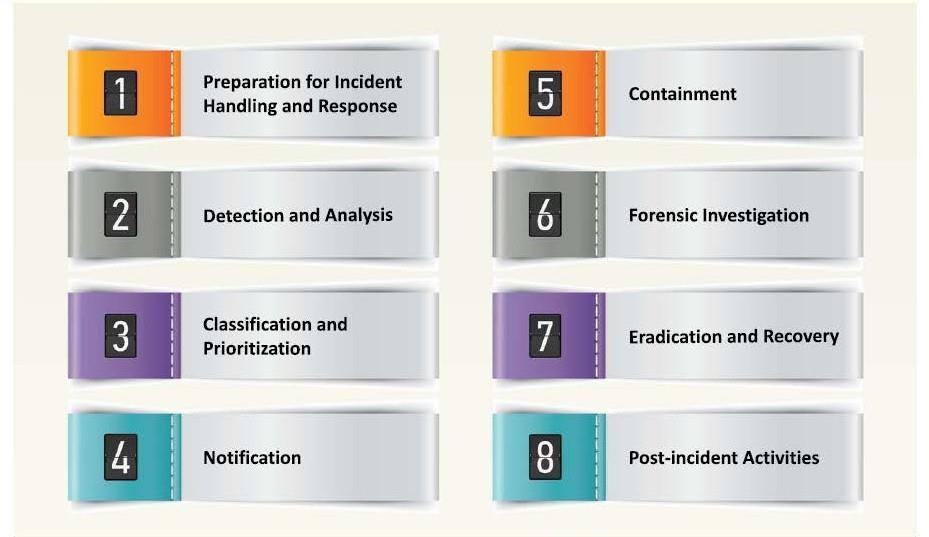 1
Preparation for Incident
Handling and Response
2
Detection and Analysis
3
Classification and
Prioritization
4
Notification
5
Containment
6
Forensic Investigation
7
Eradication and Recovery
8
Post-incident Activities